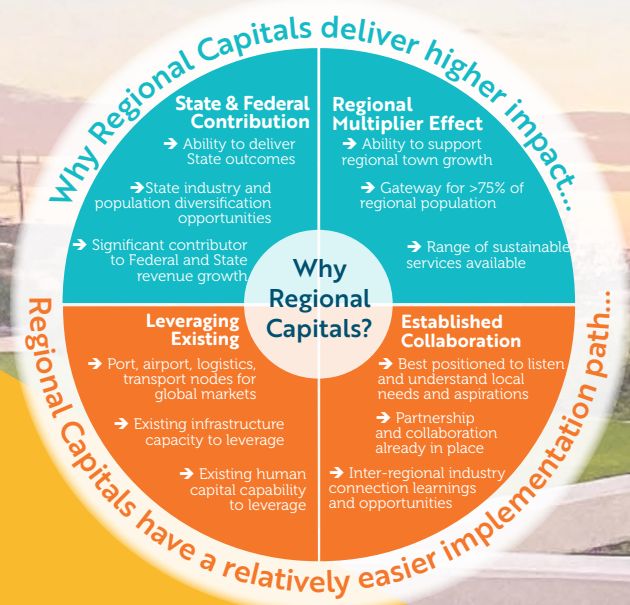 Why Regional Capitals deliver higher impact...
State & Federal
Contribution
➔ Ability to deliver
State outcomes
➔State industry and
population diversification
opportunities
➔ Significant contributor
to Federal and State
revenue growth
Regional
Multiplier Effect
➔ Ability to support
regional town growth
➔ Gateway for >75% of
regional population
➔ Range of sustainable
services available
Why
Regional
Capitals?
Leveraging
Existing
➔ Port, airport, logistics,
transport nodes for
global markets
➔ Existing infrastructure
capacity to leverage
➔ Existing human
capital capability
to leverage
Established
Collaboration
➔ Best positioned to listen
and understand local
needs and aspirations
➔ Partnership
and collaboration
already in place
➔ Inter-regional industry
connection learnings
and opportunities
Regional Capitals have a relatively easier implementation path...